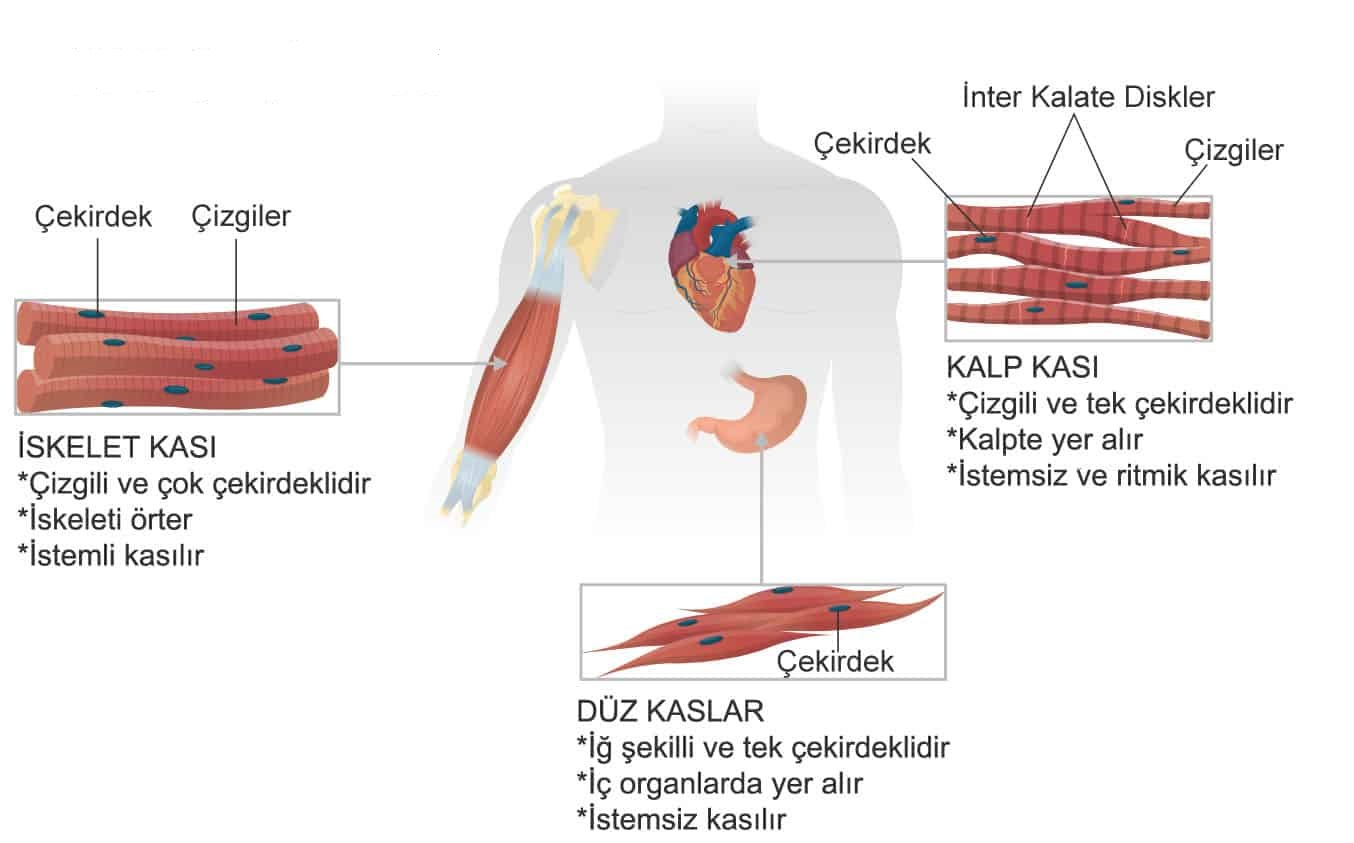 Çekirdek
Çizgiler
İSKELET KASI
*Çizgili ve çok çekirdeklidir
*İskeleti örter
*İstemli kasılır
İnter Kalate Diskler
Çekirdek
Çizgiler
KALP KASI
*Çizgili ve tek çekirdeklidir
*Kalpte yer alır
*İstemsiz ve ritmik kasılır
Çekirdek
DÜZ KASLAR
*İğ şekilli ve tek çekirdeklidir
*İç organlarda yer alır
*İstemsiz kasılır